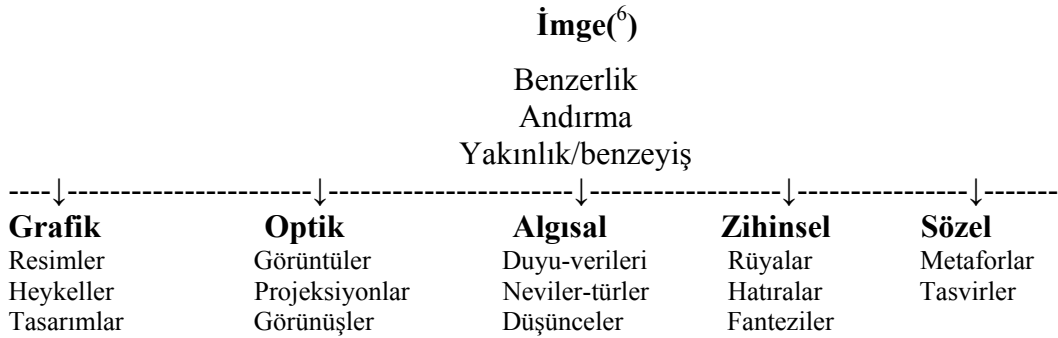 İmge(⁶)
Benzerlik
Andırma
Yakınlık/benzeyiş
----↓-----------------------↓-----------------------↓------------------↓----------------↓-------
Grafik Optik Algısal Zihinsel Sözel
Resimler Görüntüler Duyu-verileri Rüyalar Metaforlar
Heykeller Projeksiyonlar Neviler-türler Hatıralar Tasvirler
Tasarımlar Görünüşler Düşünceler Fanteziler